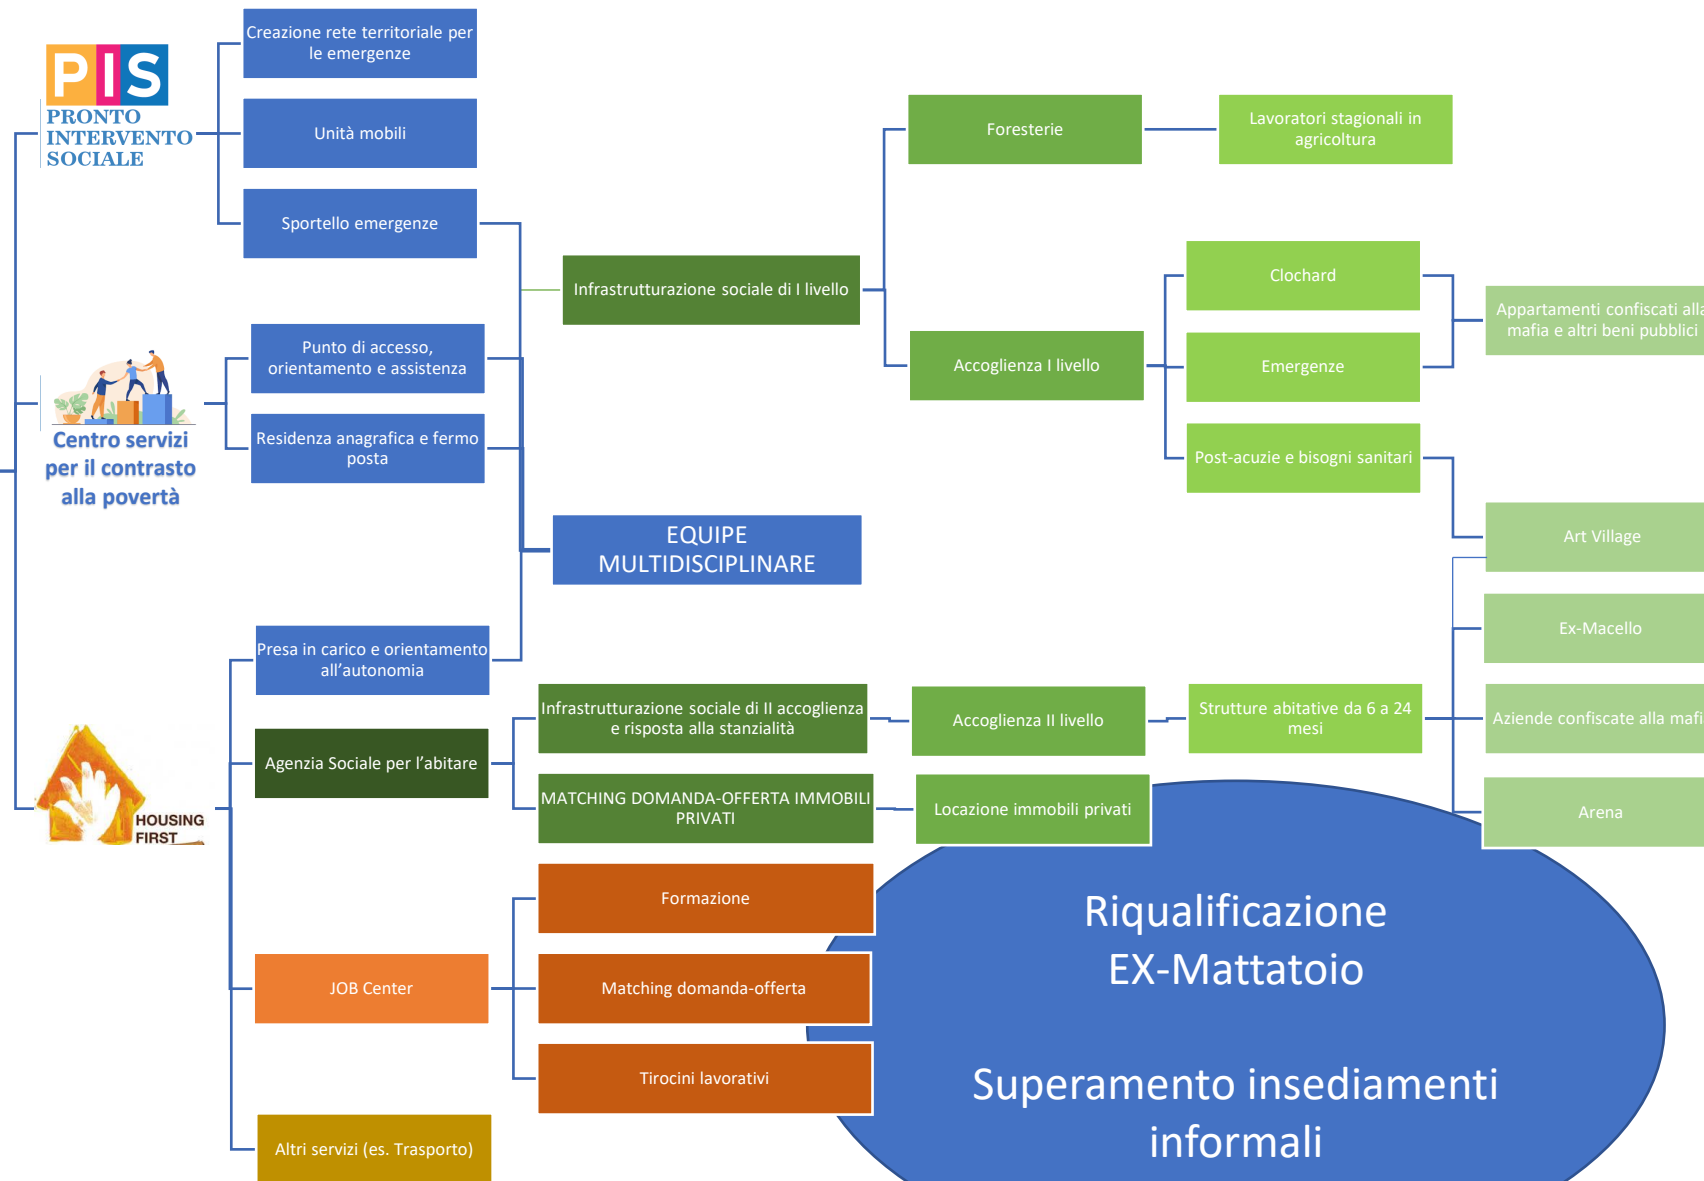 PIS
PRONTO
INTERVENTO
SOCIALE
Creazione rete territoriale per
le emergenze
Unità mobili
Sportello emergenze
Centro servizi
per il contrasto
alla povertà
Punto di accesso,
orientamento e assistenza
Residenza anagrafica e fermo
posta
EQUIPE
MULTIDISCIPLINARE
Infrastrutturazione sociale di I livello
Foresterie
Lavoratori stagionali in
agricoltura
Accoglienza I livello
Clochard
Emergenze
Post-acuzie e bisogni sanitari
Appartamenti confiscati alla
mafia e altri beni pubblici
Art Village
Ex-Macello
Aziende confiscate alla mafi
Arena
HOUSING
FIRST
Presa in carico e orientamento
all’autonomia
Agenzia Sociale per l’abitare
Infrastrutturazione sociale di II accoglienza
e risposta alla stanzialità
Accoglienza II livello
Strutture abitative da 6 a 24
mesi
MATCHING DOMANDA-OFFERTA IMMOBILI
PRIVATI
Locazione immobili privati
JOB Center
Formazione
Matching domanda-offerta
Tirocini lavorativi
Altri servizi (es. Trasporto)
Riqualificazione
EX-Mattatoio
Superamento insediamenti
informali